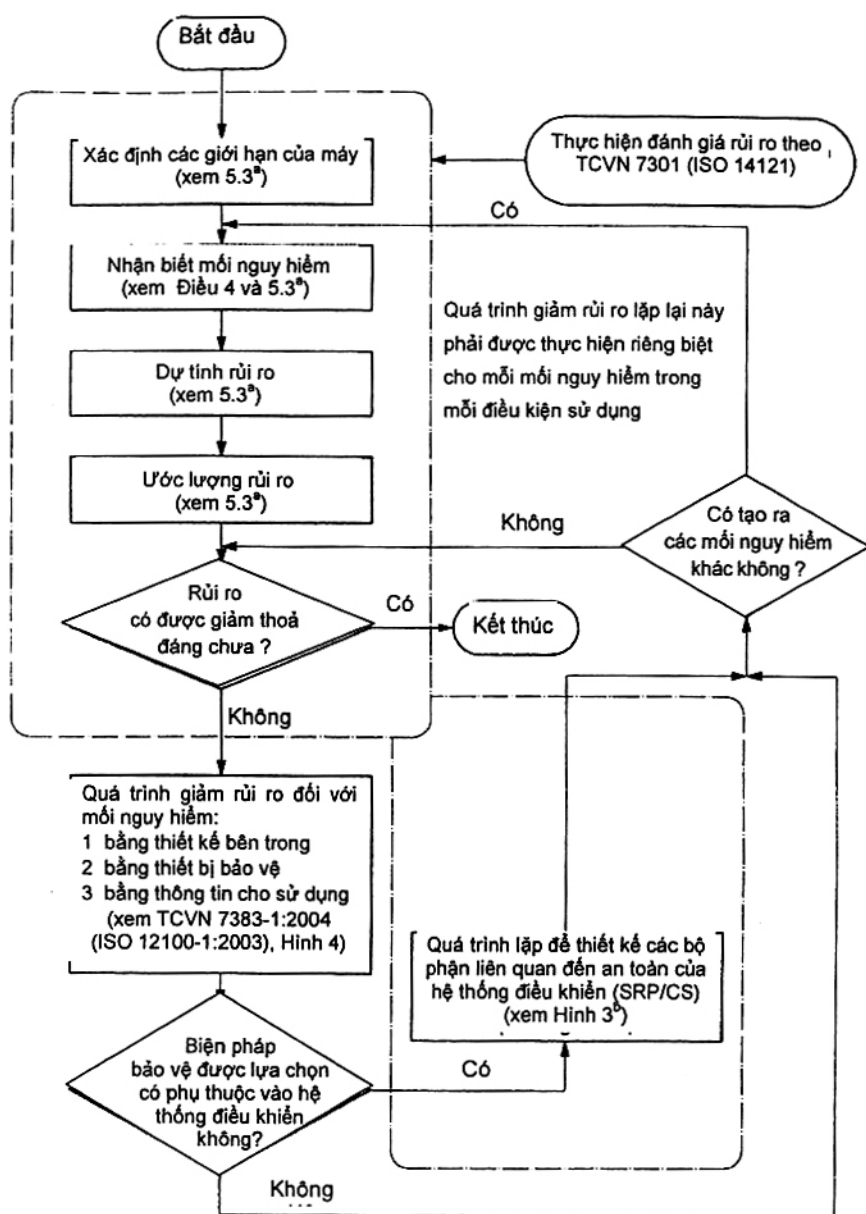 Bắt đầu
Xác định các giới hạn của máy
(xem 5.3ᵃ)
Thực hiện đánh giá rủi ro theo
TCVN 7301 (ISO 14121)
Có
Nhận biết mối nguy hiểm
(xem Điều 4 và 5.3ᵃ)
Quá trình giảm rủi ro lặp lại này
phải được thực hiện riêng biệt
cho mỗi mối nguy hiểm trong
mỗi điều kiện sử dụng
Dự tính rủi ro
(xem 5.3ᵃ)
Ước lượng rủi ro
(xem 5.3ᵃ)
Không
Có tạo ra
các mối nguy hiểm
khác không ?
Rủi ro
có được giảm thoả
đáng chưa ?
Có
Kết thúc
Không
Quá trình giảm rủi ro đối với
mối nguy hiểm:
1 bằng thiết kế bên trong
2 bằng thiết bị bảo vệ
3 bằng thông tin cho sử dụng
(xem TCVN 7383-1:2004
(ISO 12100-1:2003), Hình 4)
Quá trình lặp để thiết kế các bộ
phận liên quan đến an toàn của
hệ thống điều khiển (SRP/CS)
(xem Hình 3ᵇ)
Biện pháp
bảo vệ được lựa chọn
có phụ thuộc vào hệ
thống điều khiển
không?
Có
Không